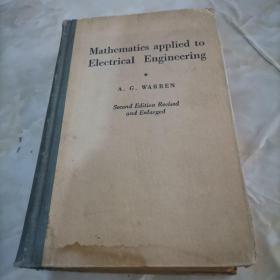 Mathematics applied to
Electrical Engineering
A. G. WARREN
Second Edition Revised
and Enlarged